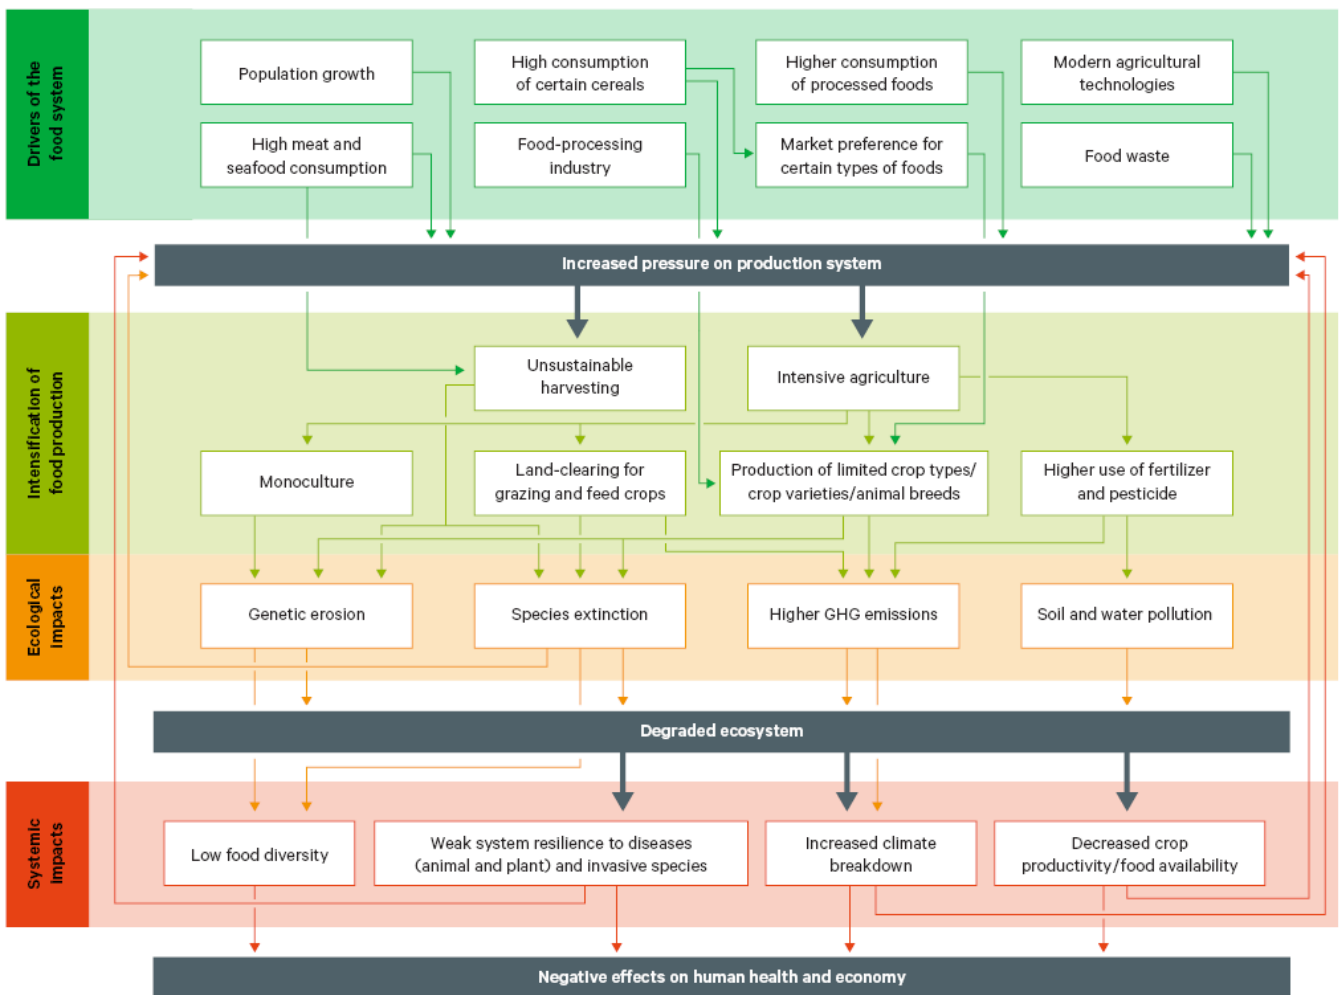 Drivers of the
food system
Population growth
High consumption
of certain cereals
Higher consumption
of processed foods
Modern agricultural
technologies
High meat and
seafood consumption
Food-processing
industry
Market preference for
certain types of foods
Food waste
Increased pressure on production system
Intensification of
food production
Unsustainable
harvesting
Intensive agriculture
Monoculture
Land-clearing for
grazing and feed crops
Production of limited crop types/
crop varieties/animal breeds
Higher use of fertilizer
and pesticide
Ecological
impacts
Genetic erosion
Species extinction
Higher GHG emissions
Soil and water pollution
Degraded ecosystem
Systemic
impacts
Low food diversity
Weak system resilience to diseases
(animal and plant) and invasive species
Increased climate
breakdown
Decreased crop
productivity/food availability
Negative effects on human health and economy